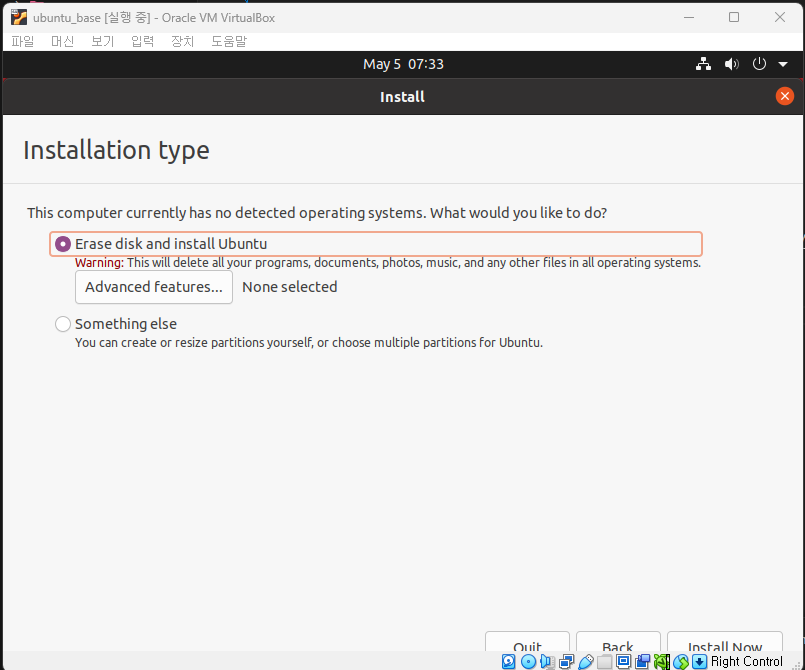 ubuntu_base [실행 중] - Oracle VM VirtualBox
파일 머신 보기 입력 장치 도움말
May 5 07:33
Install
Installation type
This computer currently has no detected operating systems. What would you like to do?
Erase disk and install Ubuntu
Warning: This will delete all your programs, documents, photos, music, and any other files in all operating systems.
Advanced features... None selected
Something else
You can create or resize partitions yourself, or choose multiple partitions for Ubuntu.
Quit Back Install Now
Right Control